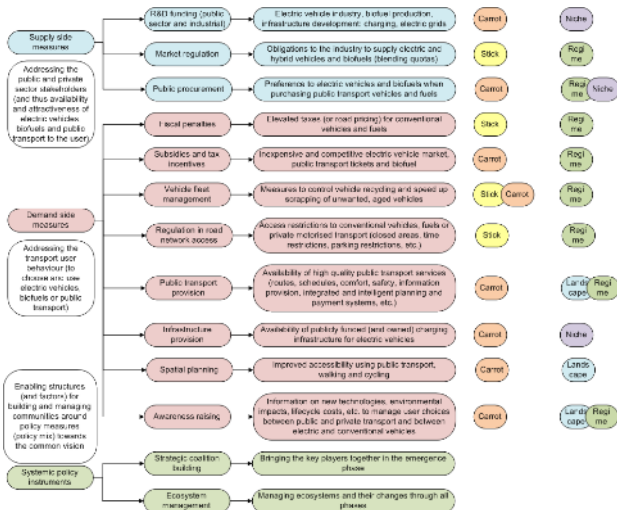 Supply side
measures
Addressing the
public and private
sector stakeholders
(and thus availability
and attractiveness of
electric vehicles
biofuels and public
transport to the user)
R&D funding (public
sector and industrial)
Electric vehicle industry, biofuel production,
infrastructure development: charging, electric grids
Carrot
Niche
Market regulation
Obligations to the industry to supply electric and
hybrid vehicles and biofuels (blending quotas)
Stick
Regi
me
Public procurement
Preference to electric vehicles and biofuels when
purchasing public transport vehicles and fuels
Carrot
Regi
me
Niche
Demand side
measures
Addressing the
transport user
behaviour (to
choose and use
electric vehicles,
biofuels or public
transport)
Fiscal penalties
Elevated taxes (or road pricing) for conventional
vehicles and fuels
Stick
Regi
me
Subsidies and tax
incentives
Inexpensive and competitive electric vehicle market,
public transport tickets and biofuel
Carrot
Regi
me
Vehicle fleet
management
Measures to control vehicle recycling and speed up
scrapping of unwanted, aged vehicles
Stick
Carrot
Regi
me
Regulation in road
network access
Access restrictions to conventional vehicles, fuels or
private motorised transport (closed areas, time
restrictions, parking restrictions, etc.)
Stick
Regi
me
Public transport
provision
Availability of high quality public transport services
(routes, schedules, comfort, safety, information
provision, integrated and intelligent planning and
payment systems, etc.)
Carrot
Lands
cape
Regi
me
Infrastructure
provision
Availability of publicly funded (and owned) charging
infrastructure for electric vehicles
Carrot
Niche
Spatial planning
Improved accessibility using public transport,
walking and cycling
Carrot
Lands
cape
Awareness raising
Information on new technologies, environmental
impacts, lifecycle costs, etc. to manage user choices
between public and private transport and between
electric and conventional vehicles
Carrot
Lands
cape
Regi
me
Enabling structures
(and factors) for
building and managing
communities around
policy measures
(policy mix) towards
the common vision
Systemic policy
instruments
Strategic coalition
building
Bringing the key players together in the emergence
phase
Ecosystem
management
Managing ecosystems and their changes through all
phases